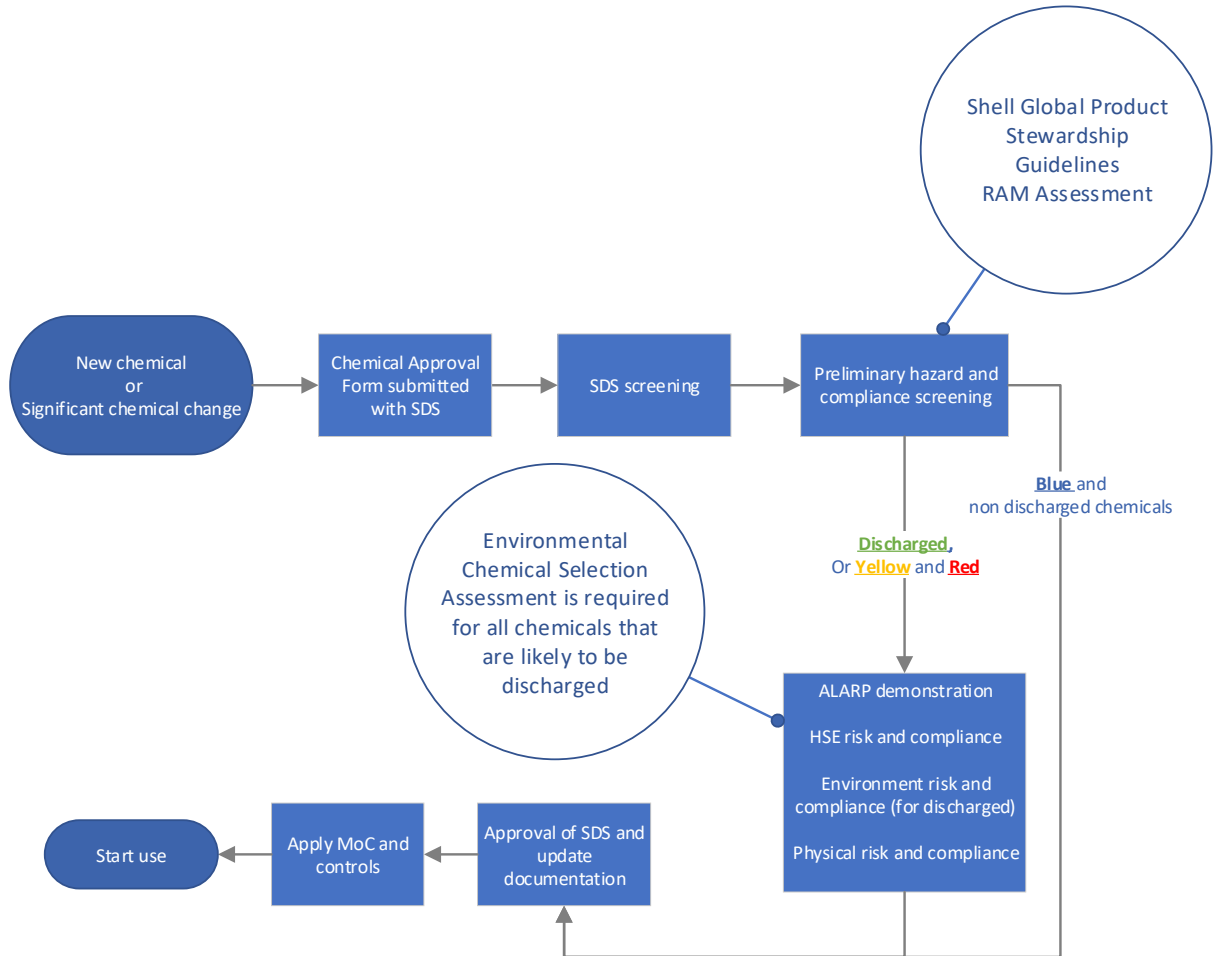 Shell Global Product
Stewardship
Guidelines
RAM Assessment
New chemical
or
Significant chemical change
Chemical Approval
Form submitted
with SDS
SDS screening
Preliminary hazard and
compliance screening
Blue and
non discharged chemicals
Discharged,
Or Yellow and Red
Environmental
Chemical Selection
Assessment is required
for all chemicals that
are likely to be
discharged
ALARP demonstration
HSE risk and compliance
Environment risk and
compliance (for discharged)
Physical risk and compliance
Start use
Apply MoC and
controls
Approval of SDS and
update
documentation